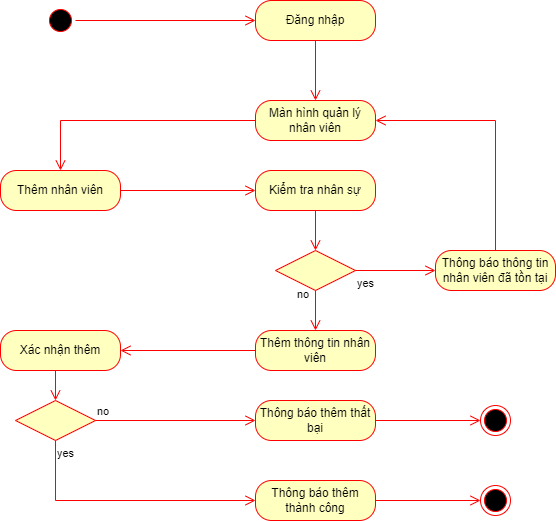 Đăng nhập
Màn hình quản lý
nhân viên
Thêm nhân viên
Kiểm tra nhân sự
Thông báo thông tin
nhân viên đã tồn tại
yes
no
Xác nhận thêm
Thêm thông tin nhân
viên
no
Thông báo thêm thất
bại
yes
Thông báo thêm
thành công